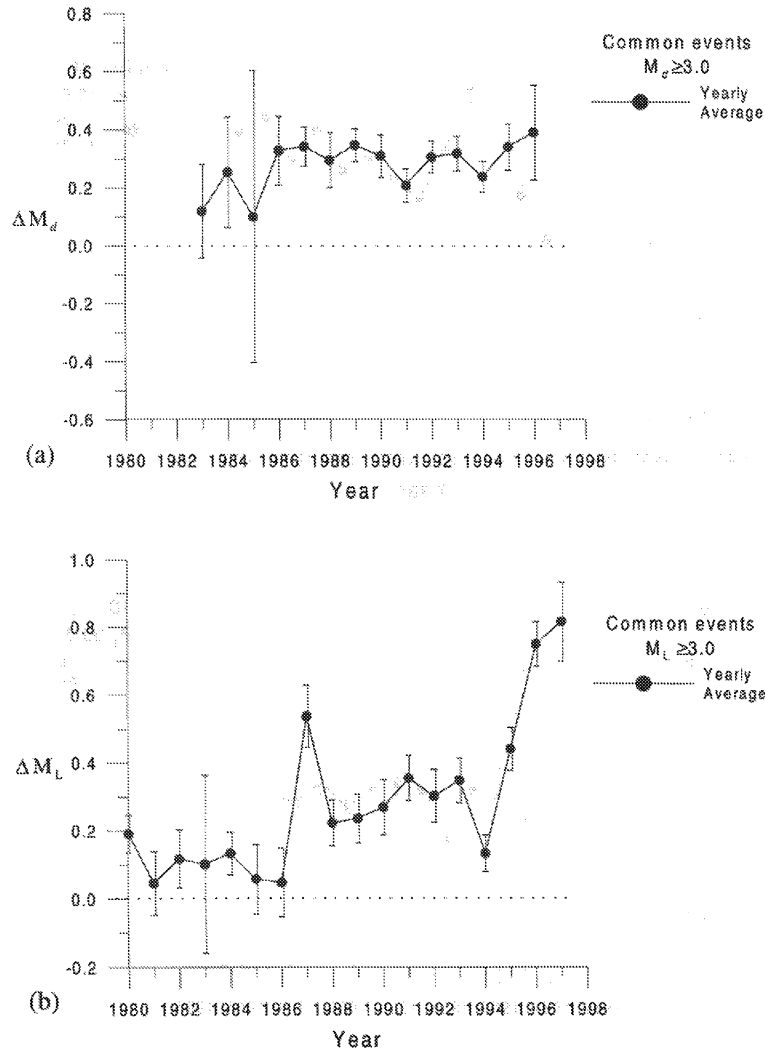 0.8
0.6
0.4
0.2
0.0
-0.2
-0.4
-0.6
ΔM_d
Common events
M_d≥3.0
Yearly
Average
(a)
1980 1982 1984 1986 1988 1990 1992 1994 1996 1998
Year
1.0
0.8
0.6
0.4
0.2
0.0
-0.2
ΔM_L
Common events
M_L ≥3.0
Yearly
Average
(b)
1980 1982 1984 1986 1988 1990 1992 1994 1996 1998
Year